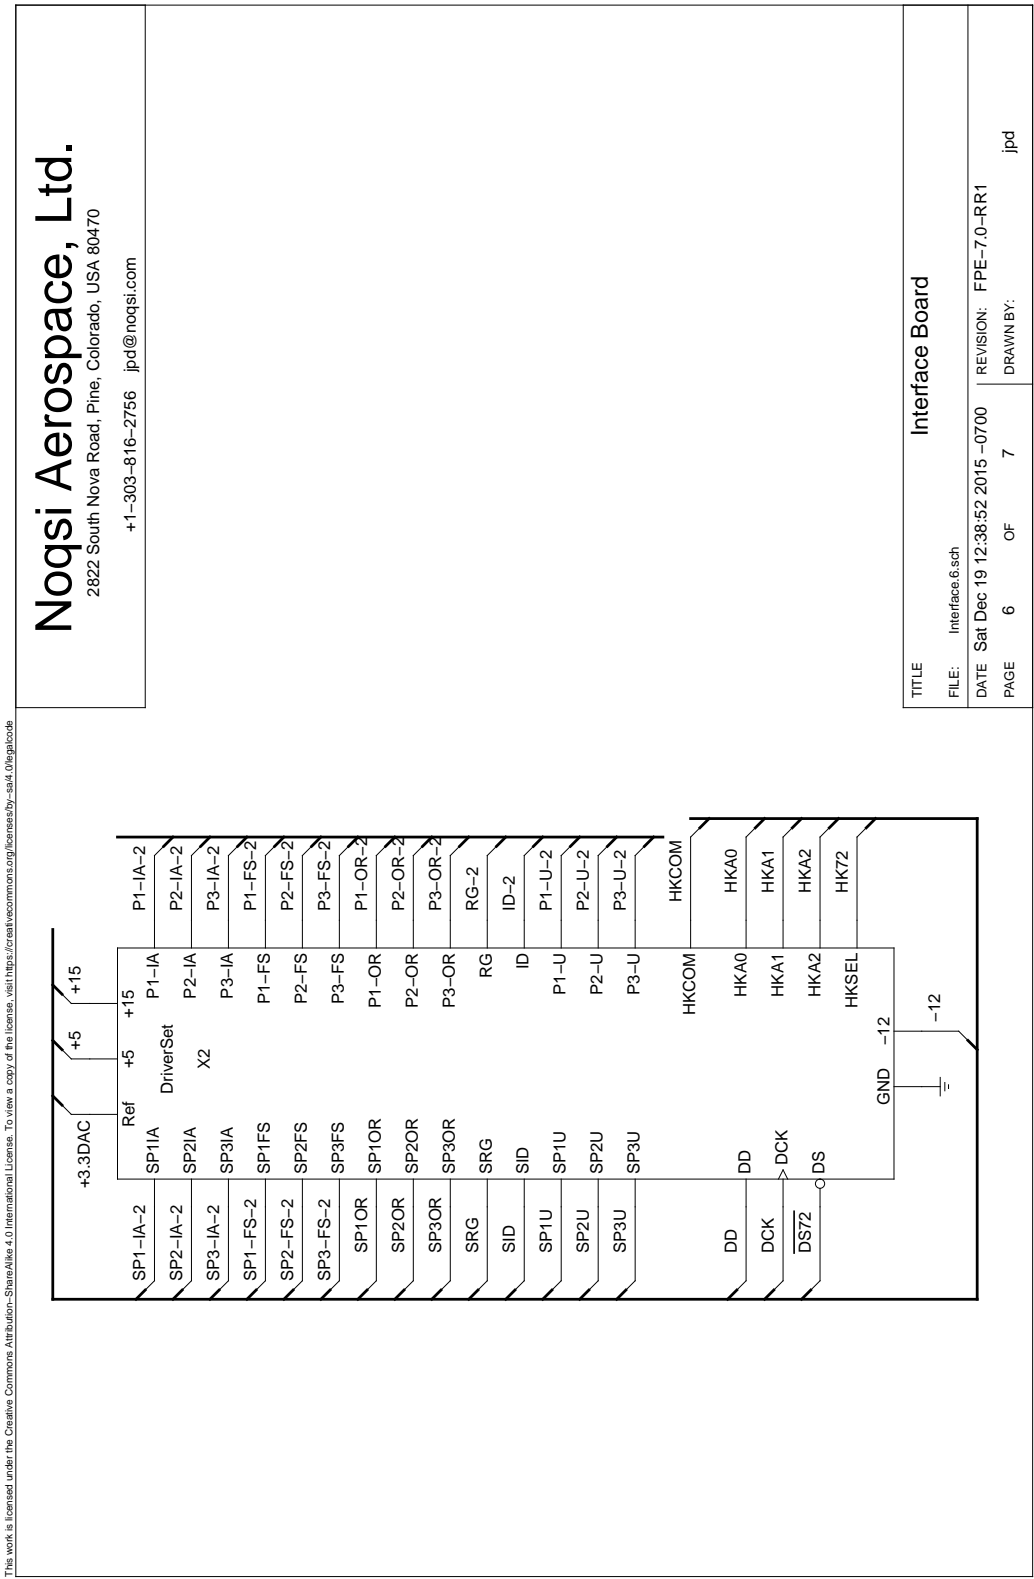 This work is licensed under the Creative Commons Attribution−ShareAlike 4.0 International License. To view a copy of the license, visit https://creativecommons.org/licenses/by−sa/4.0/legalcode
Noqsi Aerospace, Ltd.
2822 South Nova Road, Pine, Colorado, USA 80470
+1−303−816−2756 jpd@noqsi.com
+3.3DAC
+5
+15
Ref
+5
+15
DriverSet
X2
SP1−IA−2 SP1IA P1−IA P1−IA−2
SP2−IA−2 SP2IA P2−IA P2−IA−2
SP3−IA−2 SP3IA P3−IA P3−IA−2
SP1−FS−2 SP1FS P1−FS P1−FS−2
SP2−FS−2 SP2FS P2−FS P2−FS−2
SP3−FS−2 SP3FS P3−FS P3−FS−2
SP1OR SP1OR P1−OR P1−OR−2
SP2OR SP2OR P2−OR P2−OR−2
SP3OR SP3OR P3−OR P3−OR−2
SRG SRG RG RG−2
SID SID ID ID−2
SP1U SP1U P1−U P1−U−2
SP2U SP2U P2−U P2−U−2
SP3U SP3U P3−U P3−U−2
HKCOM HKCOM
DD DD HKA0 HKA0
DCK DCK HKA1 HKA1
DS72 DS HKA2 HKA2
HKSEL HK72
GND −12
−12
TITLE
Interface Board
FILE: Interface.6.sch
DATE Sat Dec 19 12:38:52 2015 −0700 REVISION: FPE−7.0−RR1
PAGE 6 OF 7 DRAWN BY: jpd